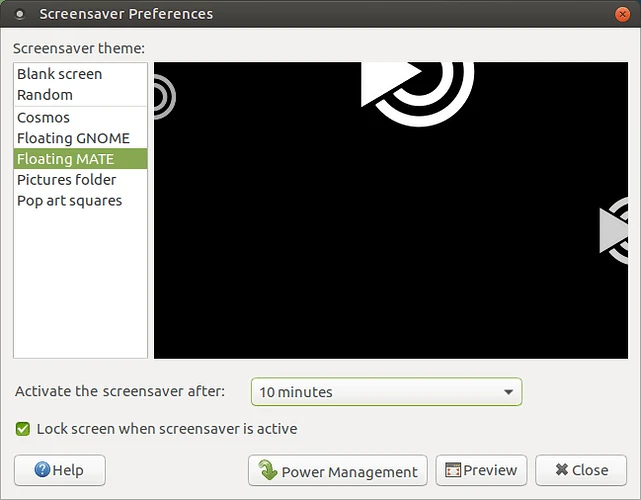 Screensaver Preferences
Screensaver theme:
Blank screen
Random
Cosmos
Floating GNOME
Floating MATE
Pictures folder
Pop art squares
Activate the screensaver after:
10 minutes
Lock screen when screensaver is active
Help
Power Management
Preview
Close